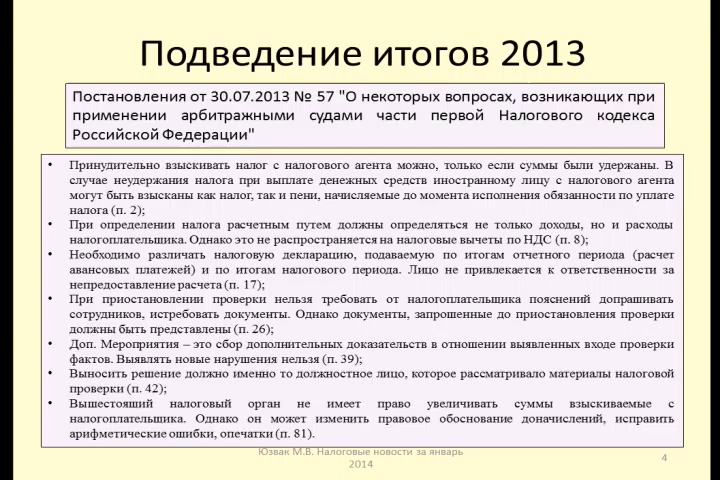 Подведение итогов 2013
Постановления от 30.07.2013 № 57 "О некоторых вопросах, возникающих при
применении арбитражными судами части первой Налогового кодекса
Российской Федерации"
• Принудительно взыскивать налог с налогового агента можно, только если суммы были удержаны. В
случае неудержания налога при выплате денежных средств иностранному лицу с налогового агента
могут быть взысканы как налог, так и пени, начисляемые до момента исполнения обязанности по уплате
налога (п. 2);
• При определении налога расчетным путем должны определяться не только доходы, но и расходы
налогоплательщика. Однако это не распространяется на налоговые вычеты по НДС (п. 8);
• Необходимо различать налоговую декларацию, подаваемую по итогам отчетного периода (расчет
авансовых платежей) и по итогам налогового периода. Лицо не привлекается к ответственности за
непредоставление расчета (п. 17);
• При приостановлении проверки нельзя требовать от налогоплательщика пояснений допрашивать
сотрудников, истребовать документы. Однако документы, запрошенные до приостановления проверки
должны быть представлены (п. 26);
• Доп. Мероприятия – это сбор дополнительных доказательств в отношении выявленных входе проверки
фактов. Выявлять новые нарушения нельзя (п. 39);
• Выносить решение должно именно то должностное лицо, которое рассматривало материалы налоговой
проверки (п. 42);
• Вышестоящий налоговый орган не имеет право увеличивать суммы взыскиваемые с
налогоплательщика. Однако он может изменить правовое обоснование доначислений, исправить
арифметические ошибки, опечатки (п. 81).
Юзвак М.В. Налоговые новости за январь
2014
4